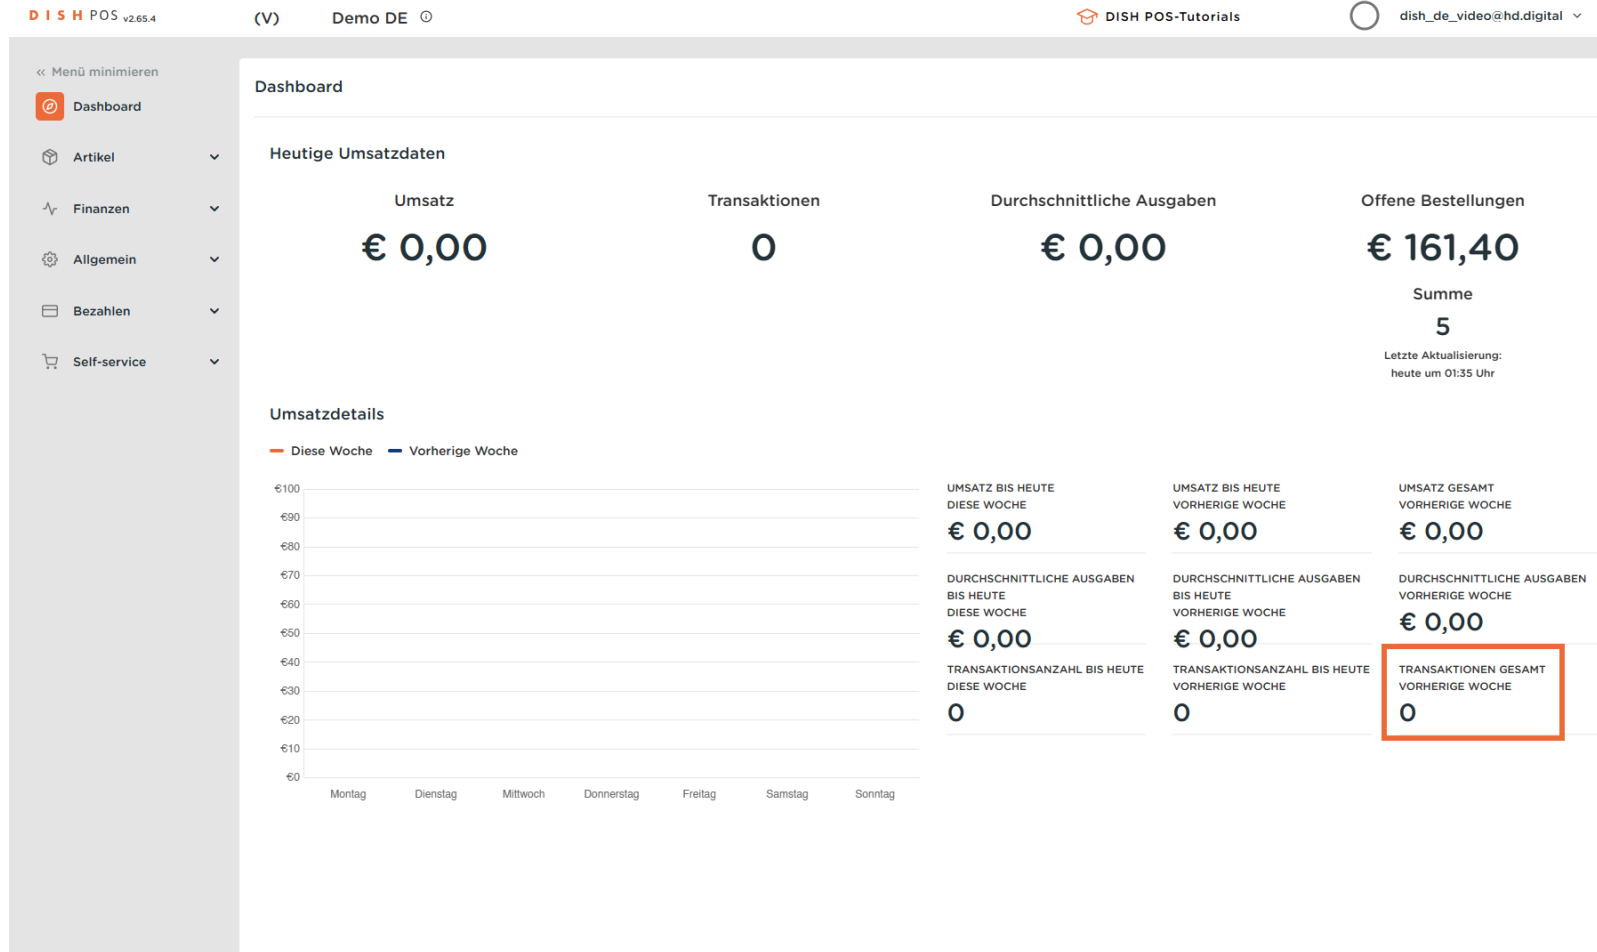 DISH POS v2.65.4
(V) Demo DE
DISH POS-Tutorials
dish_de_video@hd.digital
« Menü minimieren
Dashboard
Artikel
Finanzen
Allgemein
Bezahlen
Self-service
Dashboard
Heutige Umsatzdaten
Umsatz
€ 0,00
Transaktionen
0
Durchschnittliche Ausgaben
€ 0,00
Offene Bestellungen
€ 161,40
Summe
5
Letzte Aktualisierung:
heute um 01:35 Uhr
Umsatzdetails
Diese Woche Vorherige Woche
€100
€90
€80
€70
€60
€50
€40
€30
€20
€10
€0
Montag Dienstag Mittwoch Donnerstag Freitag Samstag Sonntag
UMSATZ BIS HEUTE
DIESE WOCHE
€ 0,00
UMSATZ BIS HEUTE
VORHERIGE WOCHE
€ 0,00
UMSATZ GESAMT
VORHERIGE WOCHE
€ 0,00
DURCHSCHNITTLICHE AUSGABEN
BIS HEUTE
DIESE WOCHE
€ 0,00
DURCHSCHNITTLICHE AUSGABEN
BIS HEUTE
VORHERIGE WOCHE
€ 0,00
DURCHSCHNITTLICHE AUSGABEN
VORHERIGE WOCHE
€ 0,00
TRANSAKTIONSANZAHL BIS HEUTE
DIESE WOCHE
0
TRANSAKTIONSANZAHL BIS HEUTE
VORHERIGE WOCHE
0
TRANSAKTIONEN GESAMT
VORHERIGE WOCHE
0